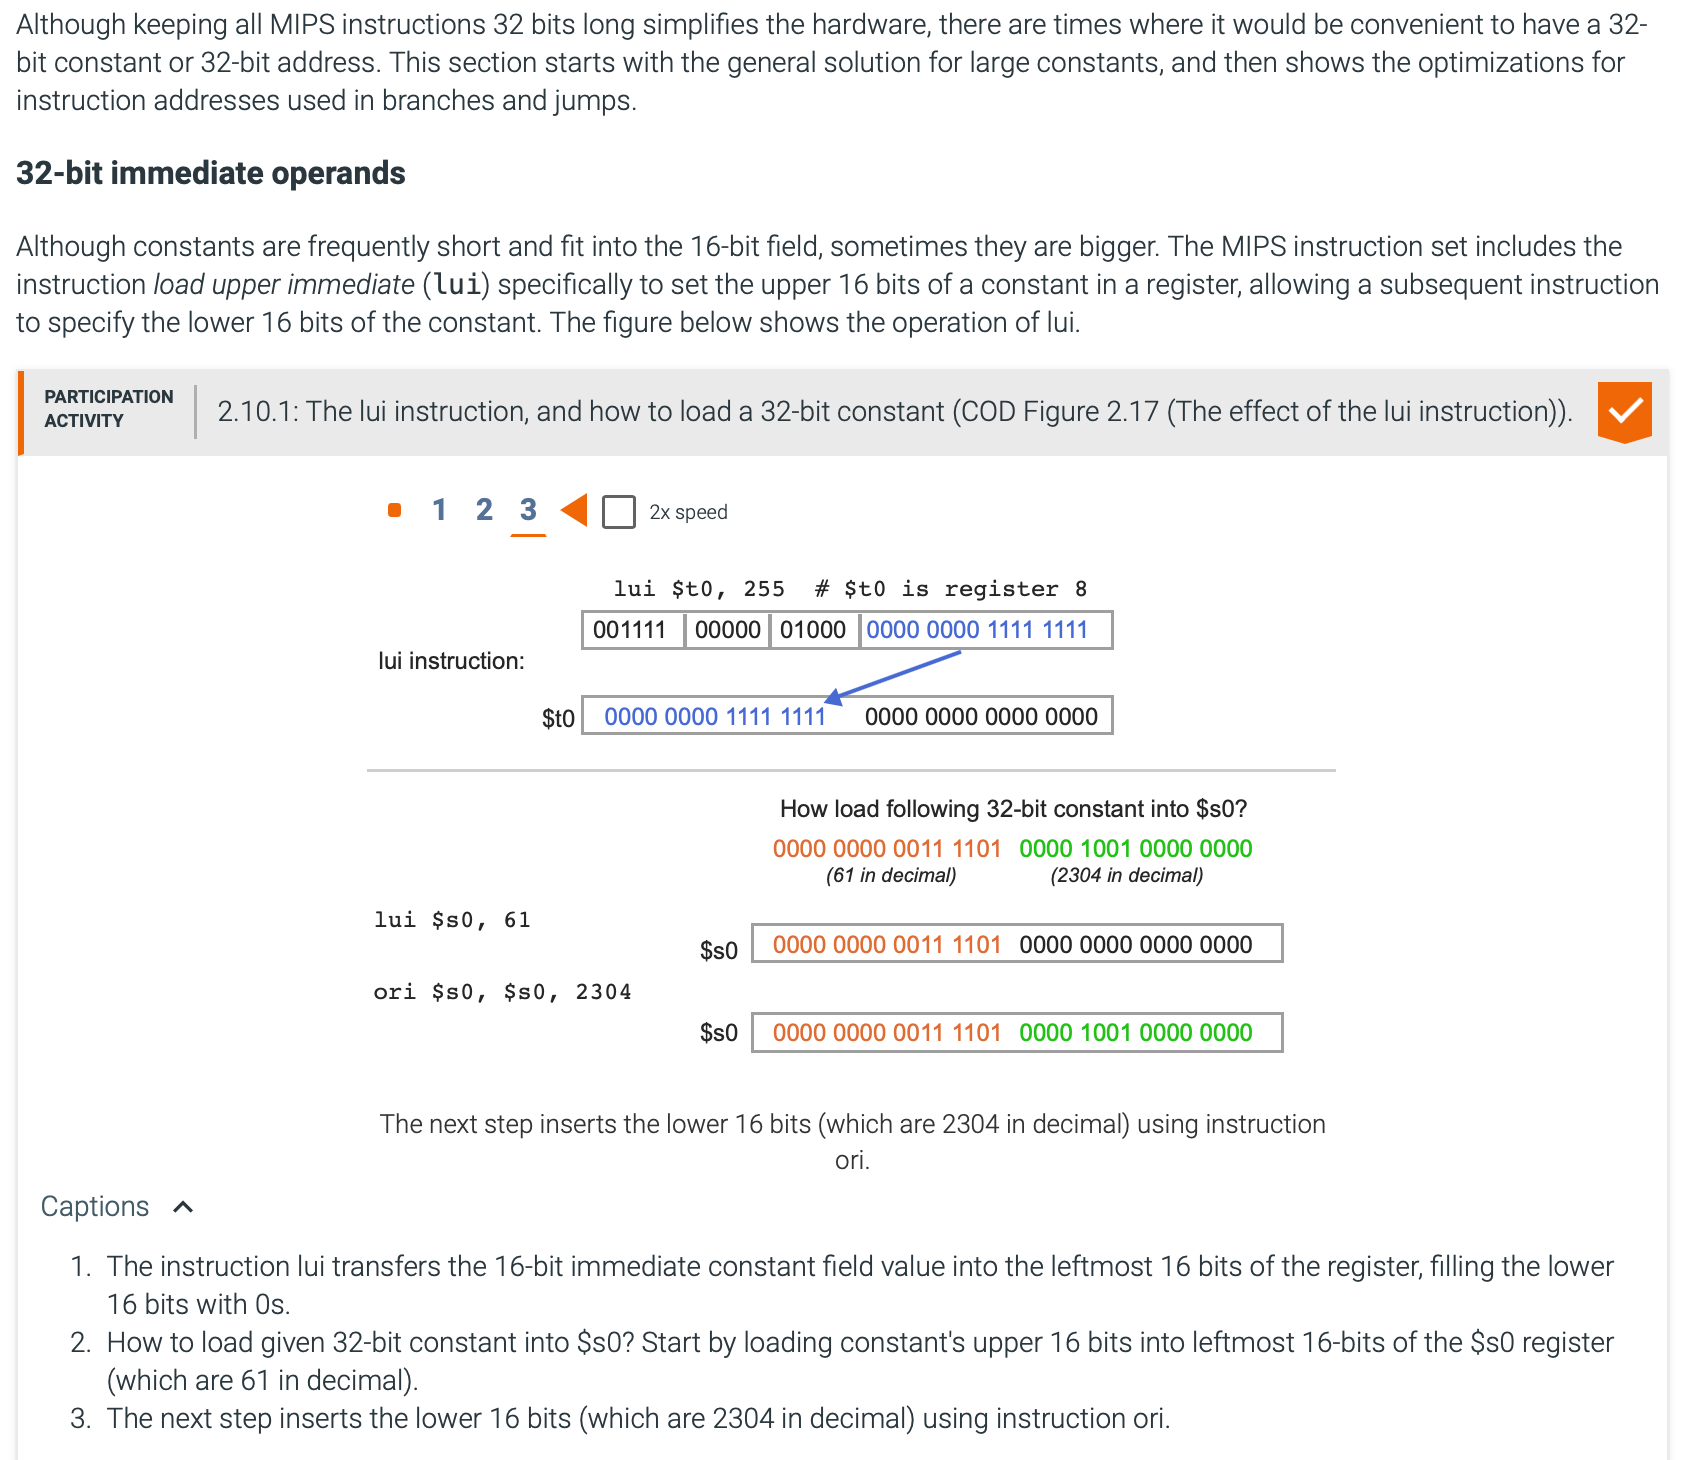 Although keeping all MIPS instructions 32 bits long simplifies the hardware, there are times where it would be convenient to have a 32-
bit constant or 32-bit address. This section starts with the general solution for large constants, and then shows the optimizations for
instruction addresses used in branches and jumps.
32-bit immediate operands
Although constants are frequently short and fit into the 16-bit field, sometimes they are bigger. The MIPS instruction set includes the
instruction load upper immediate (lui) specifically to set the upper 16 bits of a constant in a register, allowing a subsequent instruction
to specify the lower 16 bits of the constant. The figure below shows the operation of lui.
PARTICIPATION
ACTIVITY
2.10.1: The lui instruction, and how to load a 32-bit constant (COD Figure 2.17 (The effect of the lui instruction)).
1 2 3 2x speed
lui $t0, 255 # $t0 is register 8
001111 00000 01000 0000 0000 1111 1111
lui instruction:
$t0 0000 0000 1111 1111 0000 0000 0000 0000
How load following 32-bit constant into $s0?
0000 0000 0011 1101 0000 1001 0000 0000
(61 in decimal) (2304 in decimal)
lui $s0, 61
$s0 0000 0000 0011 1101 0000 0000 0000 0000
ori $s0, $s0, 2304
$s0 0000 0000 0011 1101 0000 1001 0000 0000
The next step inserts the lower 16 bits (which are 2304 in decimal) using instruction
ori.
Captions
1. The instruction lui transfers the 16-bit immediate constant field value into the leftmost 16 bits of the register, filling the lower
16 bits with 0s.
2. How to load given 32-bit constant into $s0? Start by loading constant's upper 16 bits into leftmost 16-bits of the $s0 register
(which are 61 in decimal).
3. The next step inserts the lower 16 bits (which are 2304 in decimal) using instruction ori.